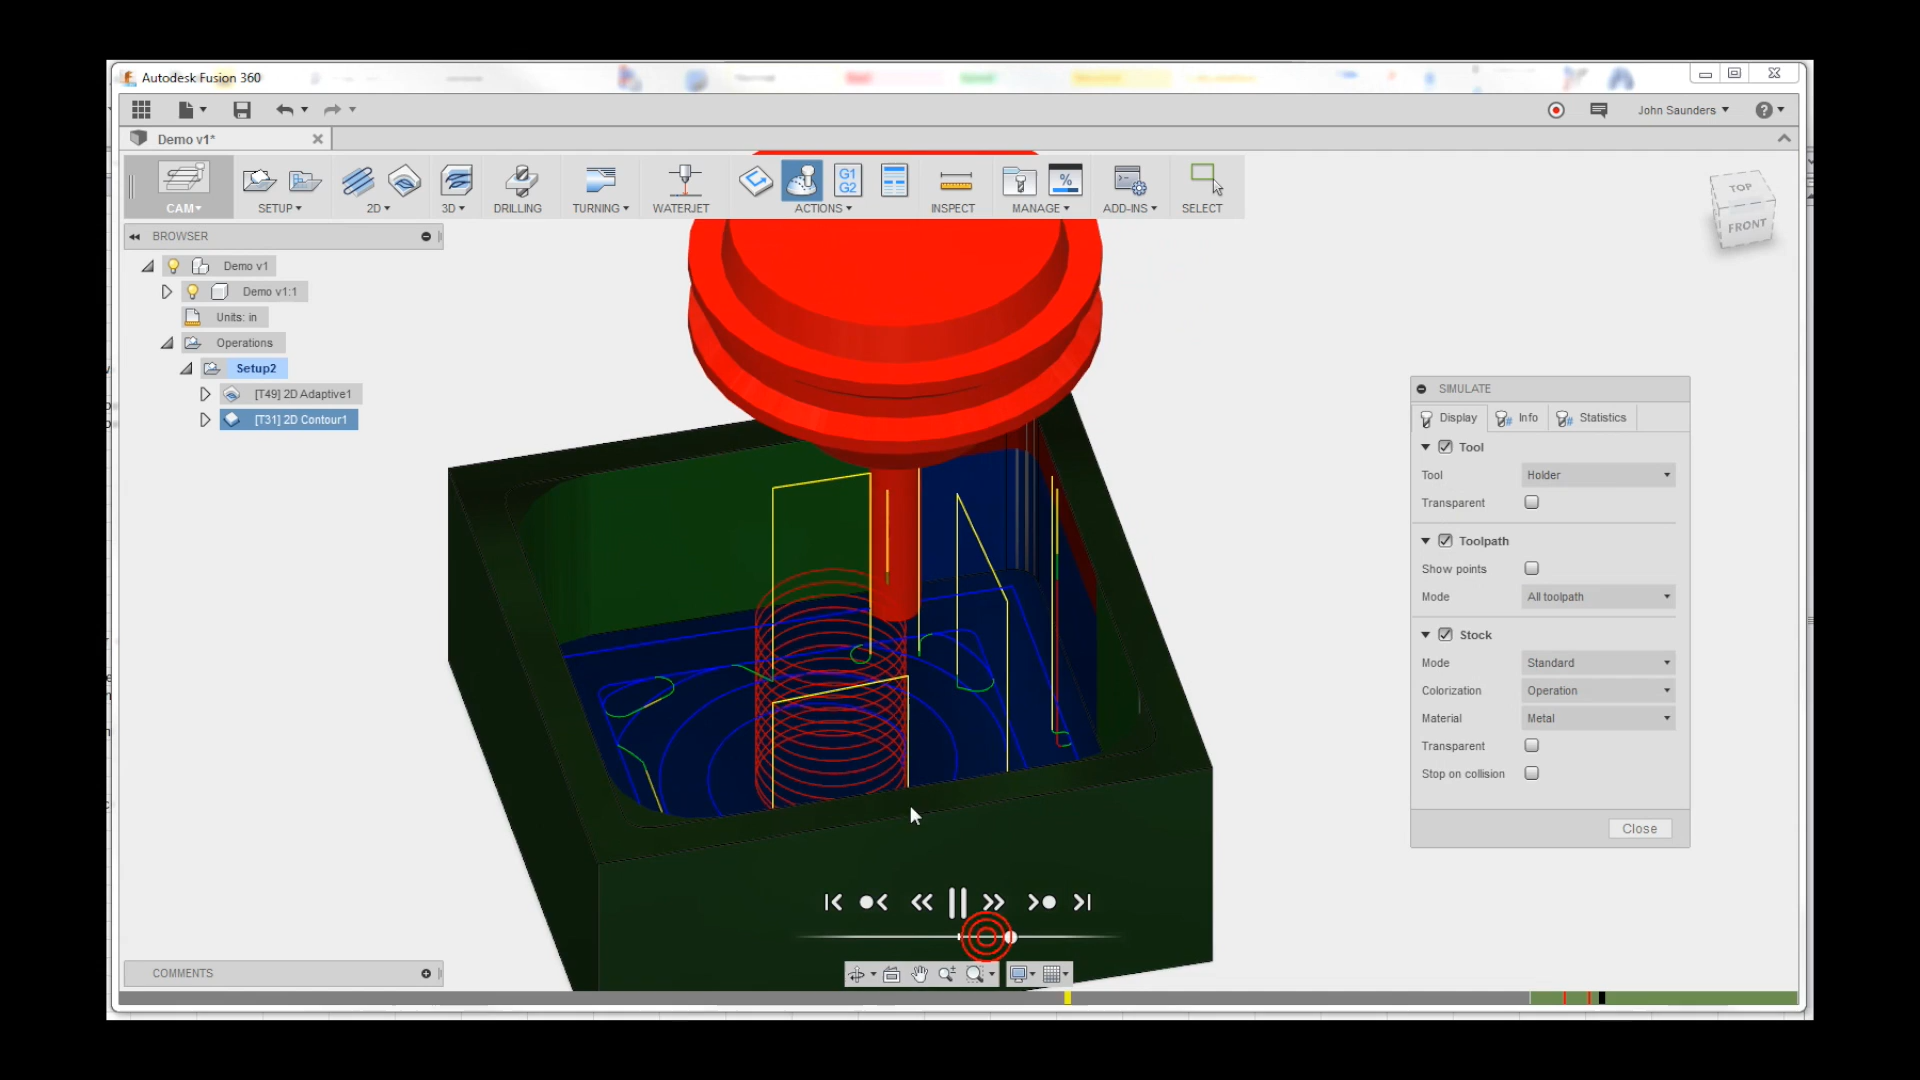 Autodesk Fusion 360
John Saunders
Demo v1*
CAM
SETUP
2D
3D
DRILLING
TURNING
WATERJET
G1
G2
ACTIONS
INSPECT
%
MANAGE
ADD-INS
SELECT
TOP
FRONT
BROWSER
Demo v1
Demo v1:1
Units: in
Operations
Setup2
[T49] 2D Adaptive1
[T31] 2D Contour1
SIMULATE
Display
Info
Statistics
Tool
Tool Holder
Transparent
Toolpath
Show points
Mode All toolpath
Stock
Mode Standard
Colorization Operation
Material Metal
Transparent
Stop on collision
Close
COMMENTS